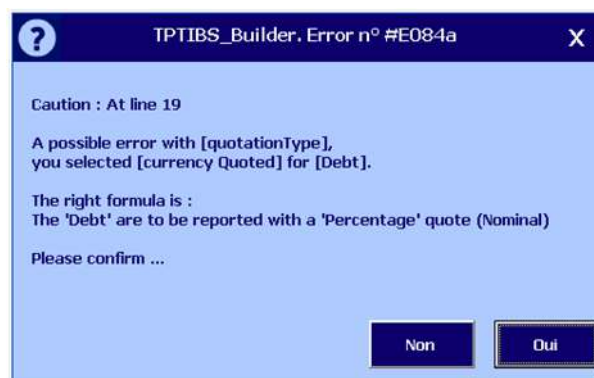 ?
TPTIBS_Builder. Error n° #E084a X
Caution : At line 19
A possible error with [quotationType],
you selected [currency Quoted] for [Debt].
The right formula is :
The 'Debt' are to be reported with a 'Percentage' quote (Nominal)
Please confirm ...
Non Oui